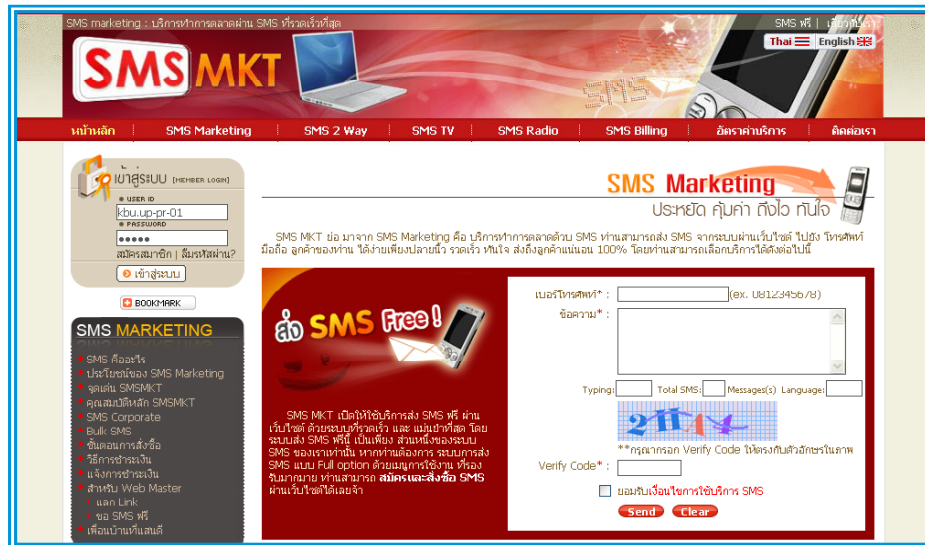 SMS marketing : บริการทำการตลาดผ่าน SMS ที่รวดเร็วที่สุด
SMS ฟรี | เกี่ยวกับเรา
Thai English
SMS MKT
SMS
หน้าหลัก SMS Marketing SMS 2 Way SMS TV SMS Radio SMS Billing อัตราค่าบริการ ติดต่อเรา
เข้าสู่ระบบ [MEMBER LOGIN]
USER ID
kbu.up-pr-01
PASSWORD
●●●●●
สมัครสมาชิก | ลืมรหัสผ่าน?
เข้าสู่ระบบ
BOOKMARK
SMS MARKETING
SMS คืออะไร
ประโยชน์ของ SMS Marketing
จุดเด่น SMSMKT
คุณสมบัติหลัก SMSMKT
SMS Corporate
Bulk SMS
ขั้นตอนการสั่งซื้อ
วิธีการชำระเงิน
แจ้งการชำระเงิน
สำหรับ Web Master
แลก Link
ขอ SMS ฟรี
เพื่อนบ้านที่แสนดี
SMS Marketing
ประหยัด คุ้มค่า ถึงไว ทันใจ
SMS MKT ย่อ มาจาก SMS Marketing คือ บริการทำการตลาดด้วย SMS ท่านสามารถส่ง SMS จากระบบผ่านเว็บไซต์ ไปยัง โทรศัพท์
มือถือ ลูกค้าของท่าน ได้ง่ายเพียงปลายนิ้ว รวดเร็ว ทันใจ ส่งถึงลูกค้าแน่นอน 100% โดยท่านสามารถเลือกบริการได้ดังต่อไปนี้
ส่ง SMS Free !
SMS MKT เปิดให้ใช้บริการส่ง SMS ฟรี ผ่าน
เว็บไซต์ ด้วยระบบที่รวดเร็ว และ แม่นยำที่สุด โดย
ระบบส่ง SMS ฟรีนี้ เป็นเพียง ส่วนหนึ่งของระบบ
SMS ของเราเท่านั้น หากท่านต้องการ ระบบการส่ง
SMS แบบ Full option ด้วยเมนูการใช้งาน ที่รอง
รับมากมาย ท่านสามารถ สมัครและสั่งซื้อ SMS
ผ่านเว็บไซต์ได้เลยจ้า
เบอร์โทรศัพท์* : (ex. 0812345678)
ข้อความ* :
Typing: Total SMS: Messages(s) Language:
2114
**กรุณากรอก Verify Code ให้ตรงกับตัวอักษรในภาพ
Verify Code* :
ยอมรับเงื่อนไขการใช้บริการ SMS
Send Clear